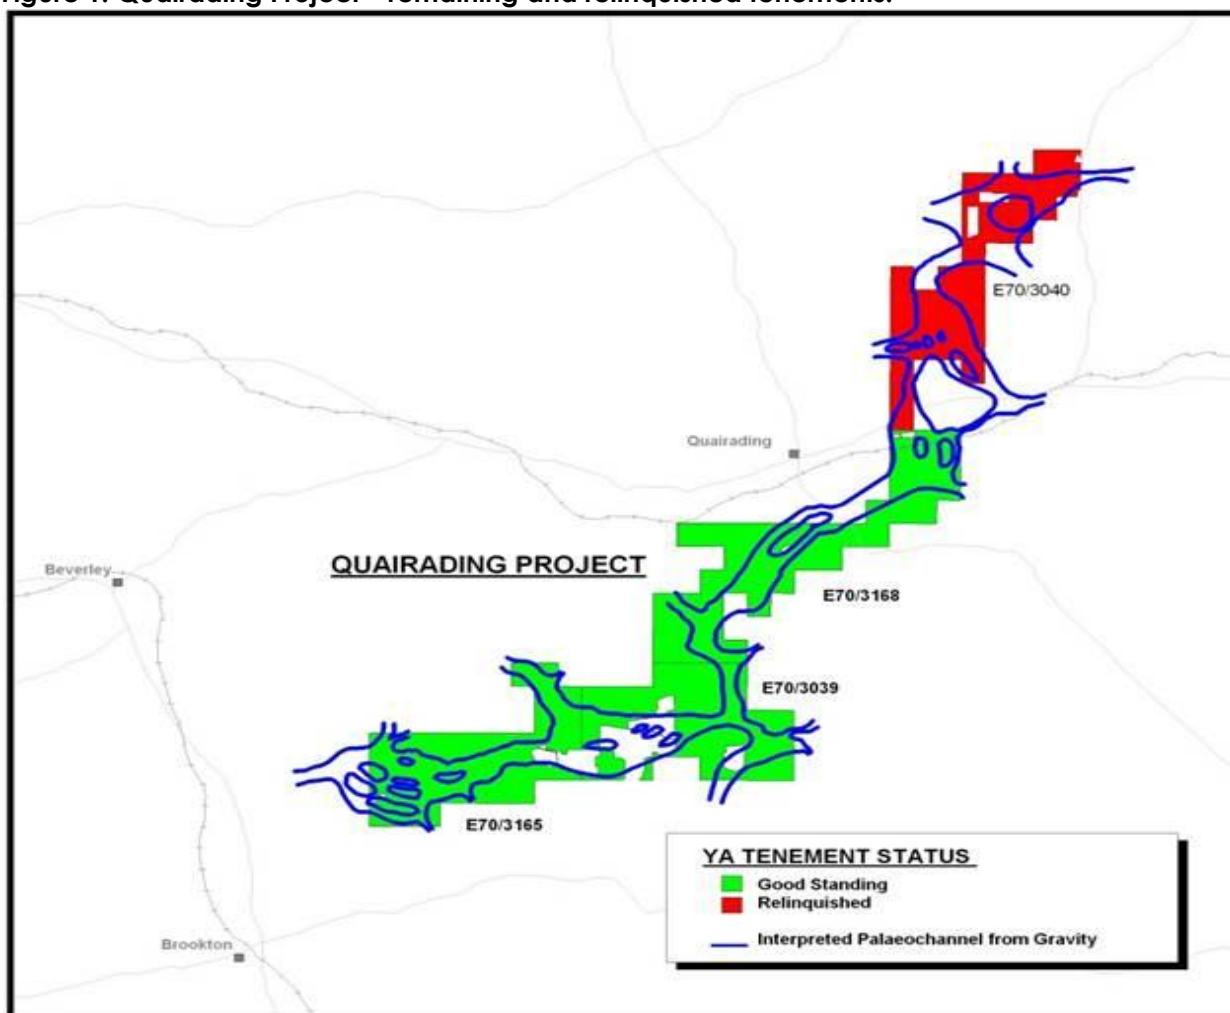 E70/3040
Quairading
QUAIRADING PROJECT
Beverley
E70/3168
E70/3039
E70/3165
YA TENEMENT STATUS
Good Standing
Relinquished
Interpreted Palaeochannel from Gravity
Brookton